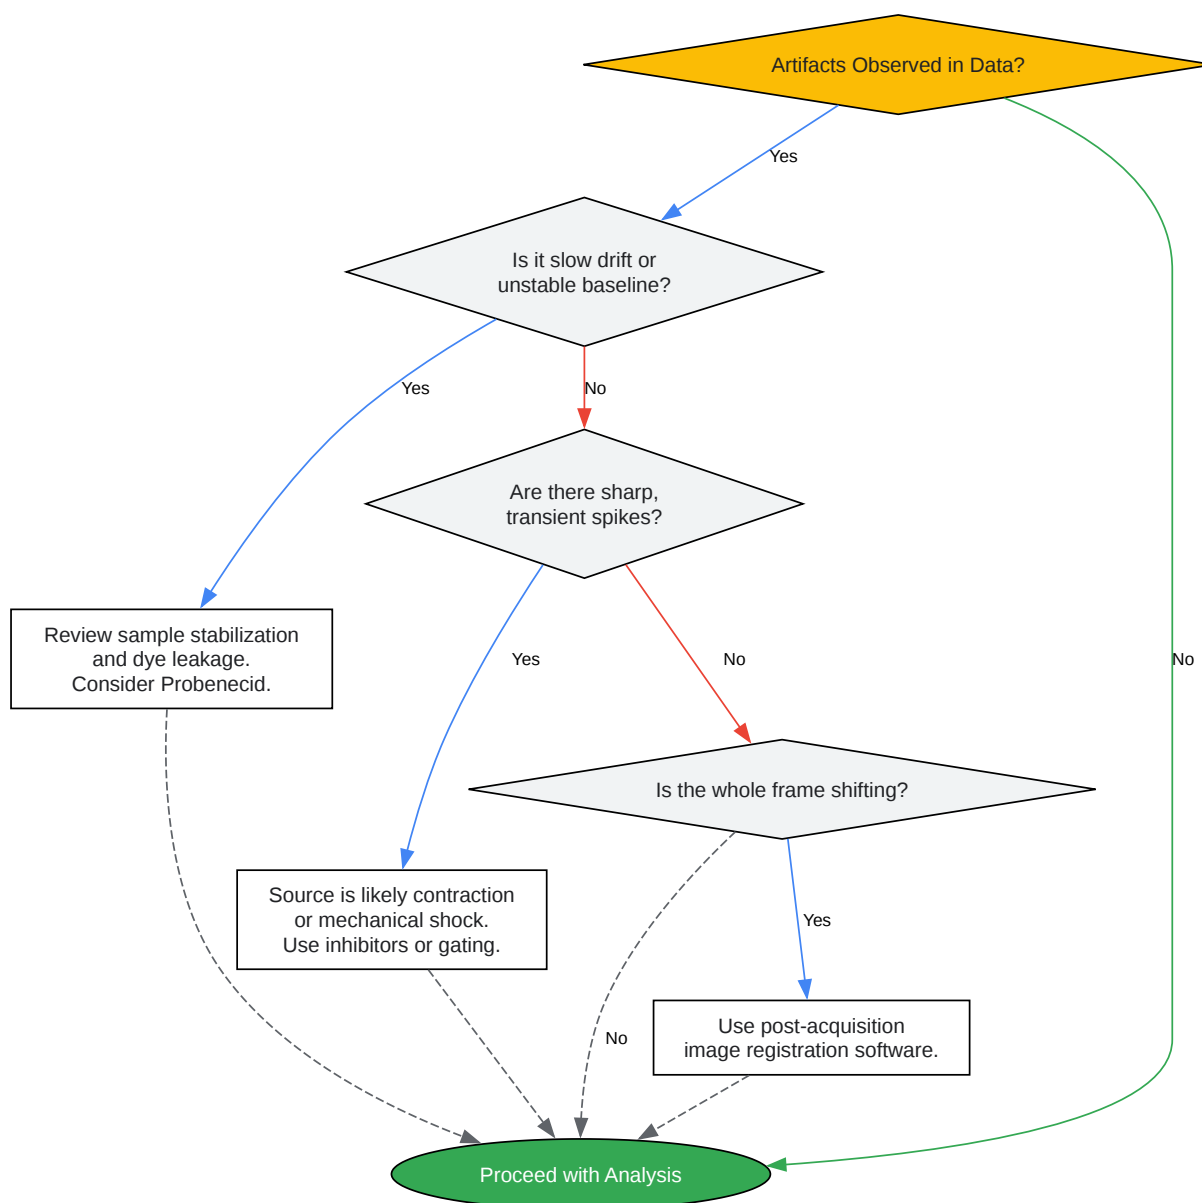 Artifacts Observed in Data?
Yes
Is it slow drift or
unstable baseline?
Yes
No
Are there sharp,
transient spikes?
Review sample stabilization
and dye leakage.
Consider Probenecid.
Yes
No
No
Is the whole frame shifting?
Source is likely contraction
or mechanical shock.
Use inhibitors or gating.
Yes
No
Use post-acquisition
image registration software.
Proceed with Analysis